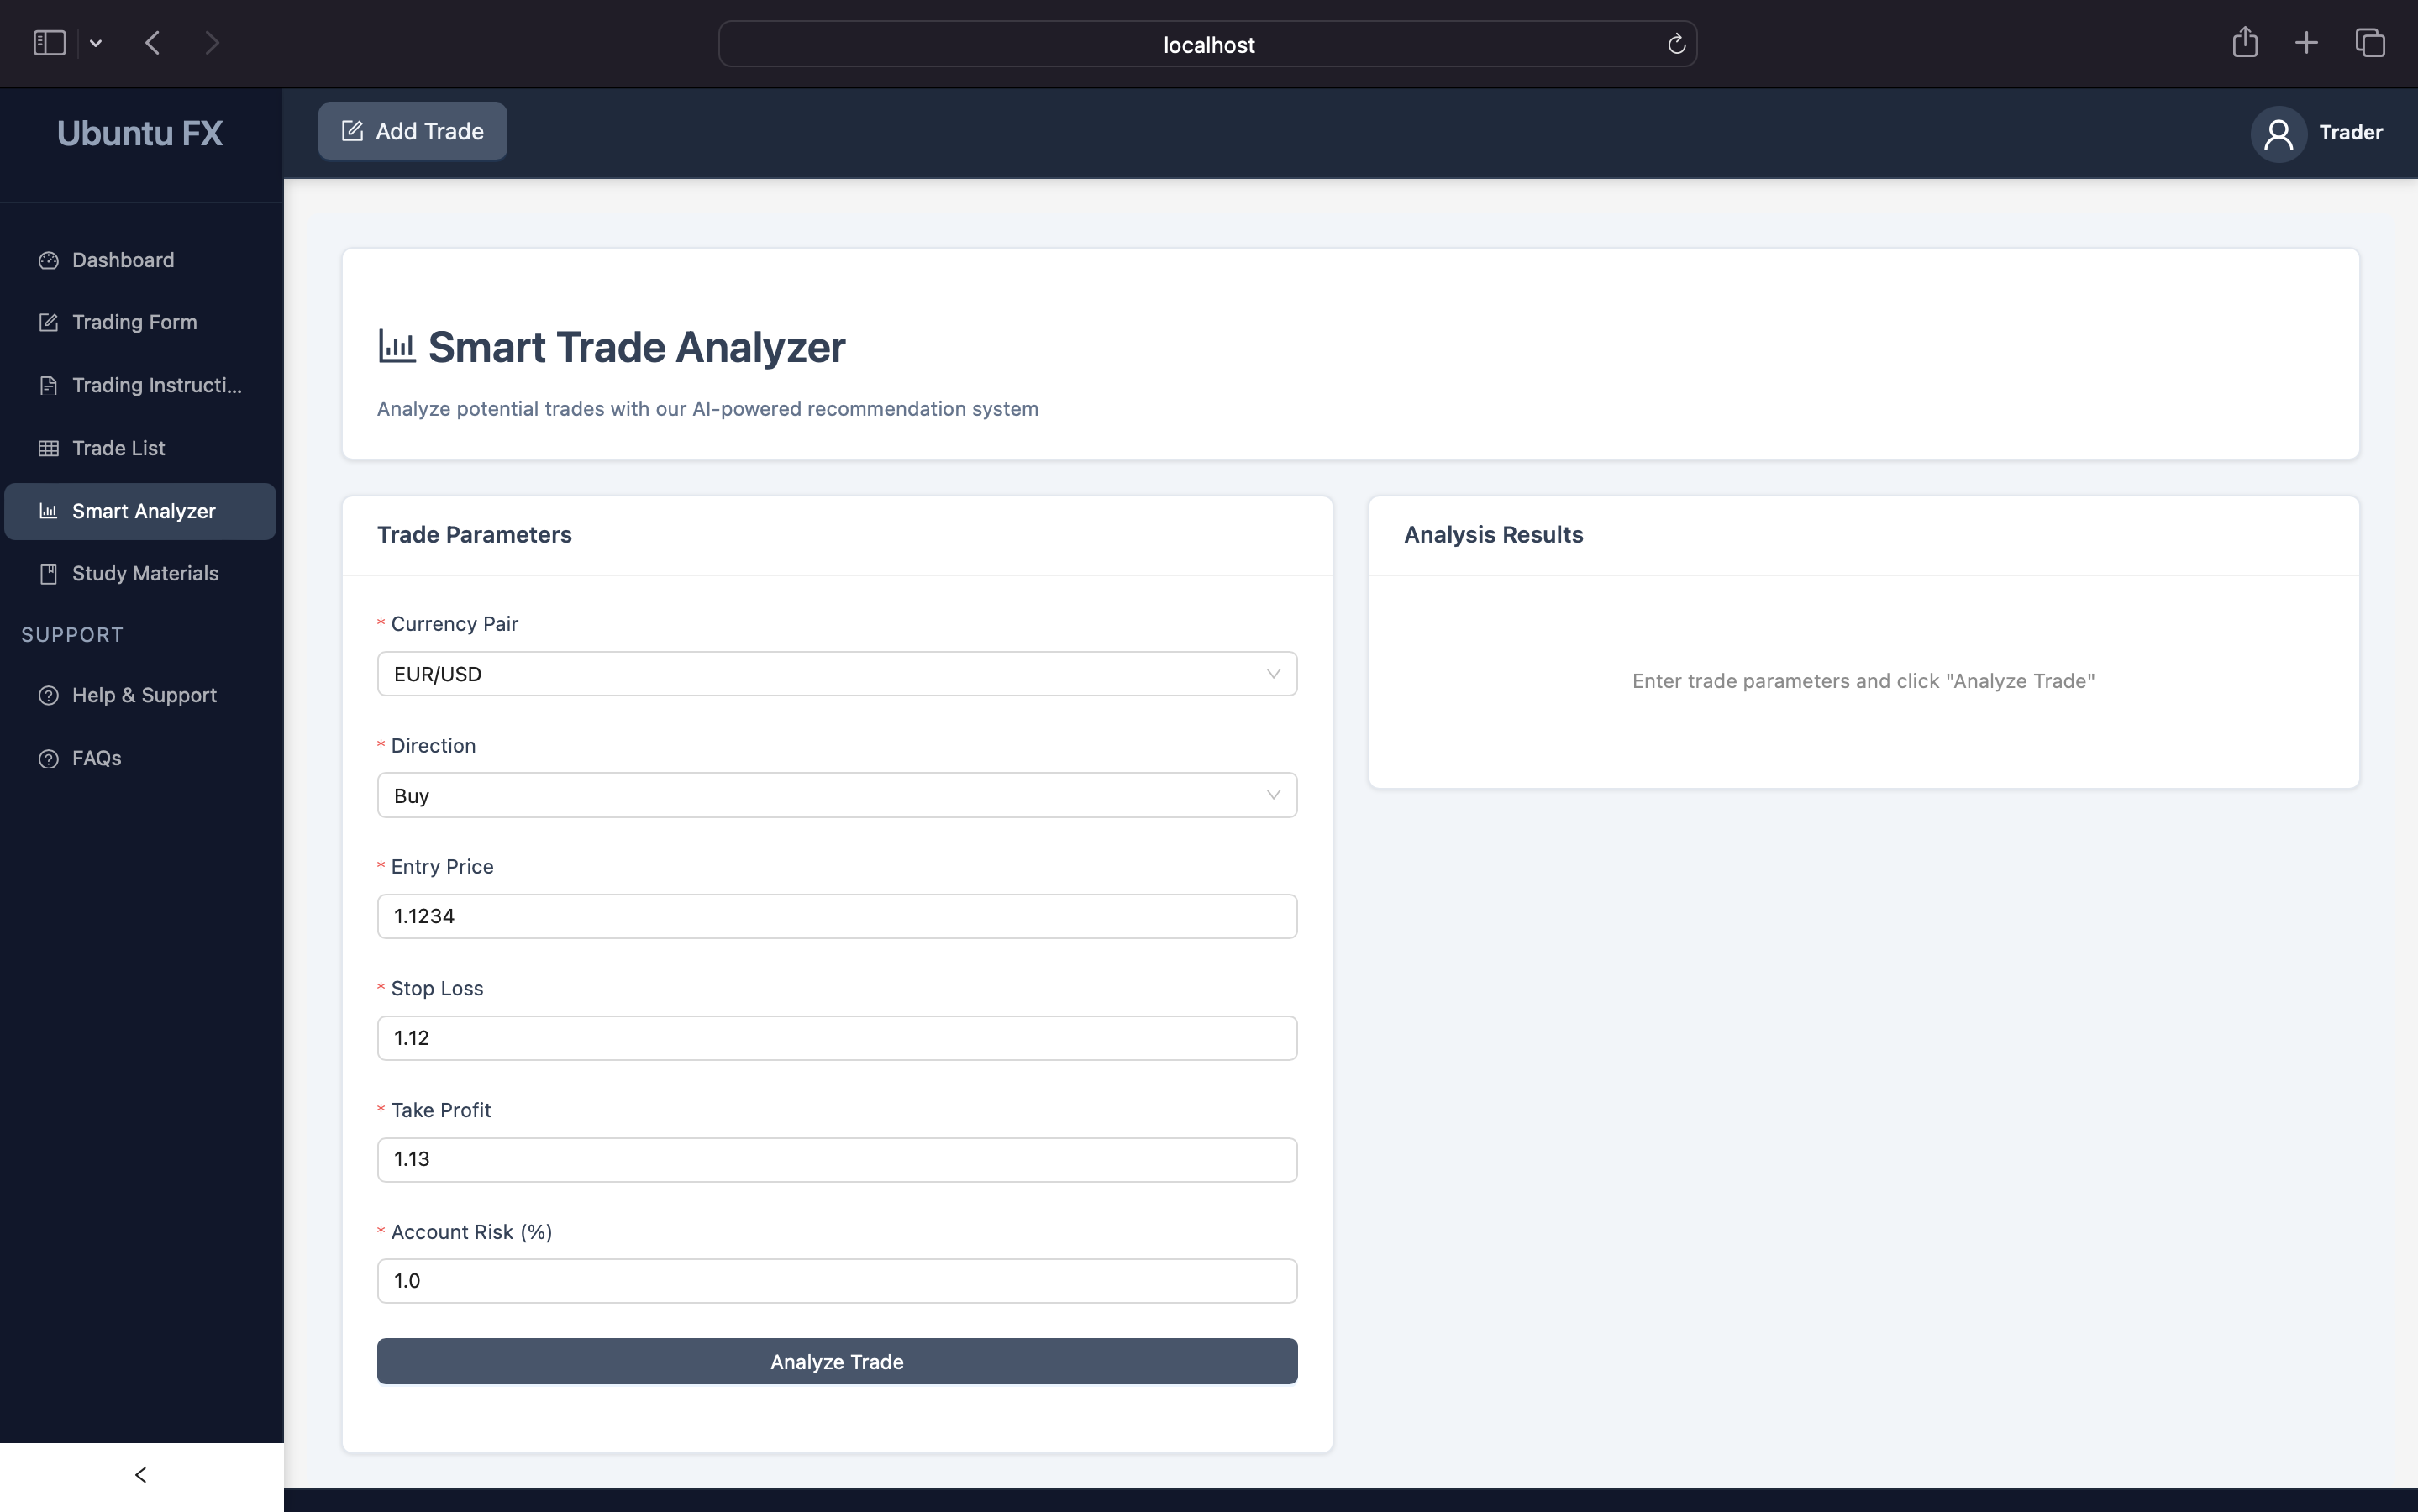 localhost
Ubuntu FX
Add Trade
Trader
Dashboard
Trading Form
Trading Instructi...
Trade List
Smart Analyzer
Study Materials
SUPPORT
Help & Support
FAQs
Smart Trade Analyzer
Analyze potential trades with our AI-powered recommendation system
Trade Parameters
* Currency Pair
EUR/USD
* Direction
Buy
* Entry Price
1.1234
* Stop Loss
1.12
* Take Profit
1.13
* Account Risk (%)
1.0
Analyze Trade
Analysis Results
Enter trade parameters and click "Analyze Trade"